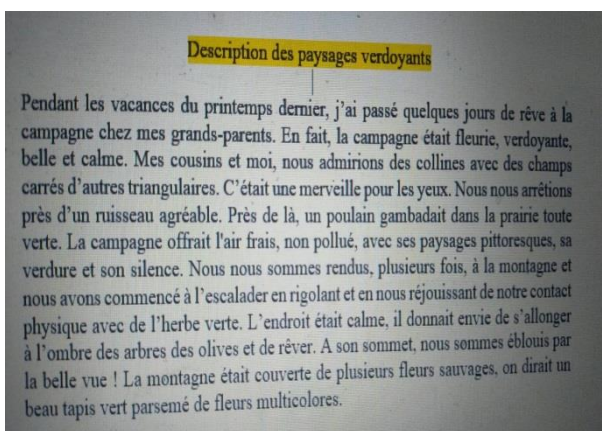 Description des paysages verdoyants
Pendant les vacances du printemps dernier, j'ai passé quelques jours de rêve à la
campagne chez mes grands-parents. En fait, la campagne était fleurie, verdoyante,
belle et calme. Mes cousins et moi, nous admirions des collines avec des champs
carrés d'autres triangulaires. C'était une merveille pour les yeux. Nous nous arrêtions
près d'un ruisseau agréable. Près de là, un poulain gambadait dans la prairie toute
verte. La campagne offrait l'air frais, non pollué, avec ses paysages pittoresques, sa
verdure et son silence. Nous nous sommes rendus, plusieurs fois, à la montagne et
nous avons commencé à l'escalader en rigolant et en nous réjouissant de notre contact
physique avec de l'herbe verte. L'endroit était calme, il donnait envie de s'allonger
à l'ombre des arbres des olives et de rêver. A son sommet, nous sommes éblouis par
la belle vue ! La montagne était couverte de plusieurs fleurs sauvages, on dirait un
beau tapis vert parsemé de fleurs multicolores.